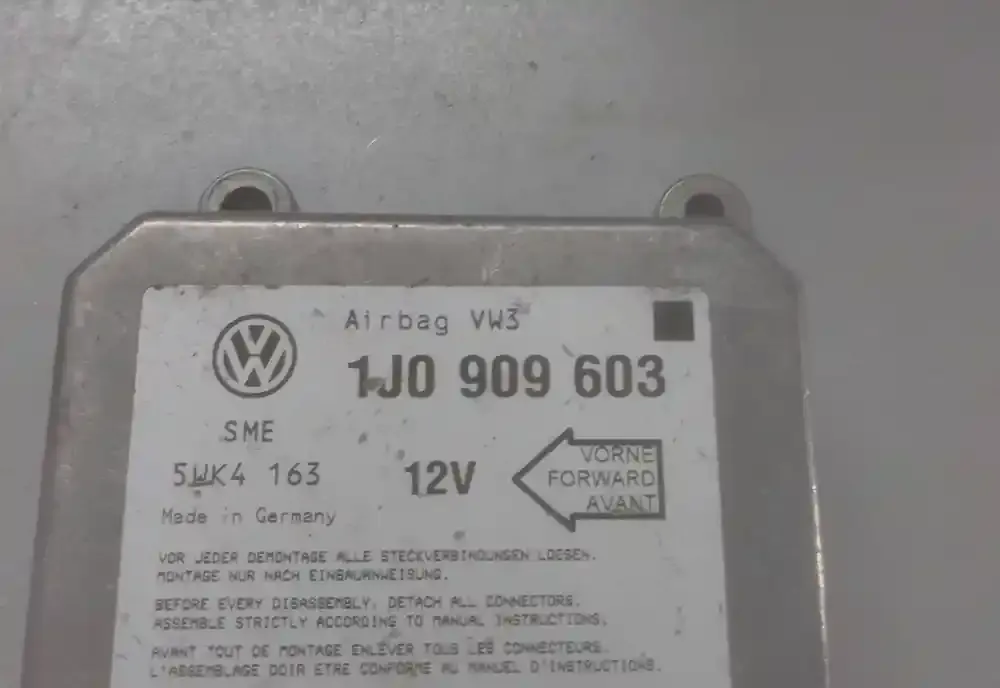 Airbag VW3
1J0 909 603
SME
5WK4 163
12V
VORNE
FORWARD
AVANT
Made in Germany
VOR JEDER DEMONTAGE ALLE STECKVERBINDUNGEN LOESEN.
MONTAGE NUR NACH EINBAUANWEISUNG.
BEFORE EVERY DISASSEMBLY, DETACH ALL CONNECTORS.
ASSEMBLE STRICTLY ACCORDING TO MANUAL INSTRUCTIONS.
AVANT TOUT DE MONTAGE ENLEVER TOUS LES CONNECTEURS.
L'ASSEMBLAGE DOIR ETRE CONFORME AU MANUEL D'INSTRUCTIONS.